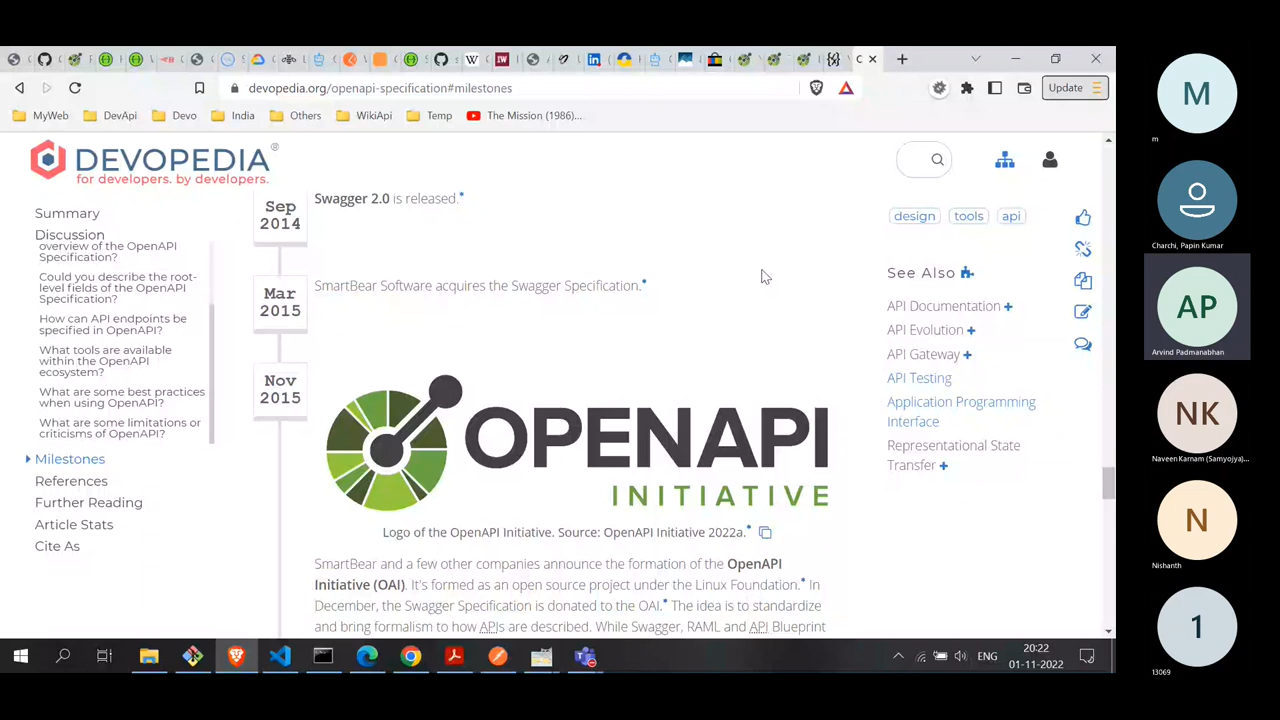 C
devopedia.org/openapi-specification#milestones
Update
MyWeb
DevApi
Devo
India
Others
WikiApi
Temp
The Mission (1986)...
DEVOPEDIA®
for developers. by developers.
Summary
Discussion
overview of the OpenAPI
Specification?
Could you describe the root-
level fields of the OpenAPI
Specification?
How can API endpoints be
specified in OpenAPI?
What tools are available
within the OpenAPI
ecosystem?
What are some best practices
when using OpenAPI?
What are some limitations or
criticisms of OpenAPI?
Milestones
References
Further Reading
Article Stats
Cite As
Sep
2014
Swagger 2.0 is released.*
Mar
2015
SmartBear Software acquires the Swagger Specification.*
Nov
2015
OPENAPI
INITIATIVE
Logo of the OpenAPI Initiative. Source: OpenAPI Initiative 2022a.*
SmartBear and a few other companies announce the formation of the OpenAPI
Initiative (OAI). It's formed as an open source project under the Linux Foundation.* In
December, the Swagger Specification is donated to the OAI.* The idea is to standardize
and bring formalism to how APIs are described. While Swagger, RAML and API Blueprint
design
tools
api
See Also
API Documentation +
API Evolution +
API Gateway +
API Testing
Application Programming
Interface
Representational State
Transfer +
ENG
20:22
01-11-2022
M
m
Charchi, Papin Kumar
AP
Arvind Padmanabhan
NK
Naveen Karnam (Samyojya)...
N
Nishanth
1
13069